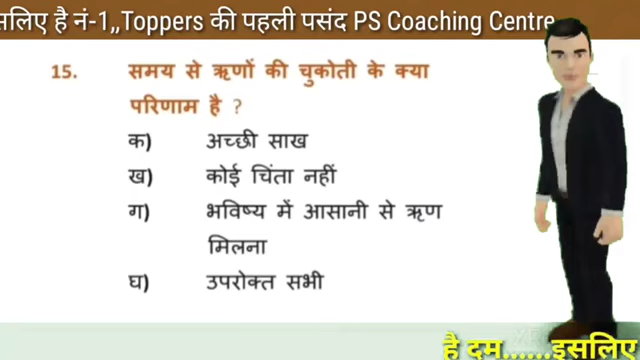 लिए है नं-1,,Toppers की पहली पसंद PS Coaching Centre
15. समय से ऋणों की चुकोती के क्या
परिणाम है ?
क) अच्छी साख
ख) कोई चिंता नहीं
ग) भविष्य में आसानी से ऋण
मिलना
घ) उपरोक्त सभी
है दम......इसलिए